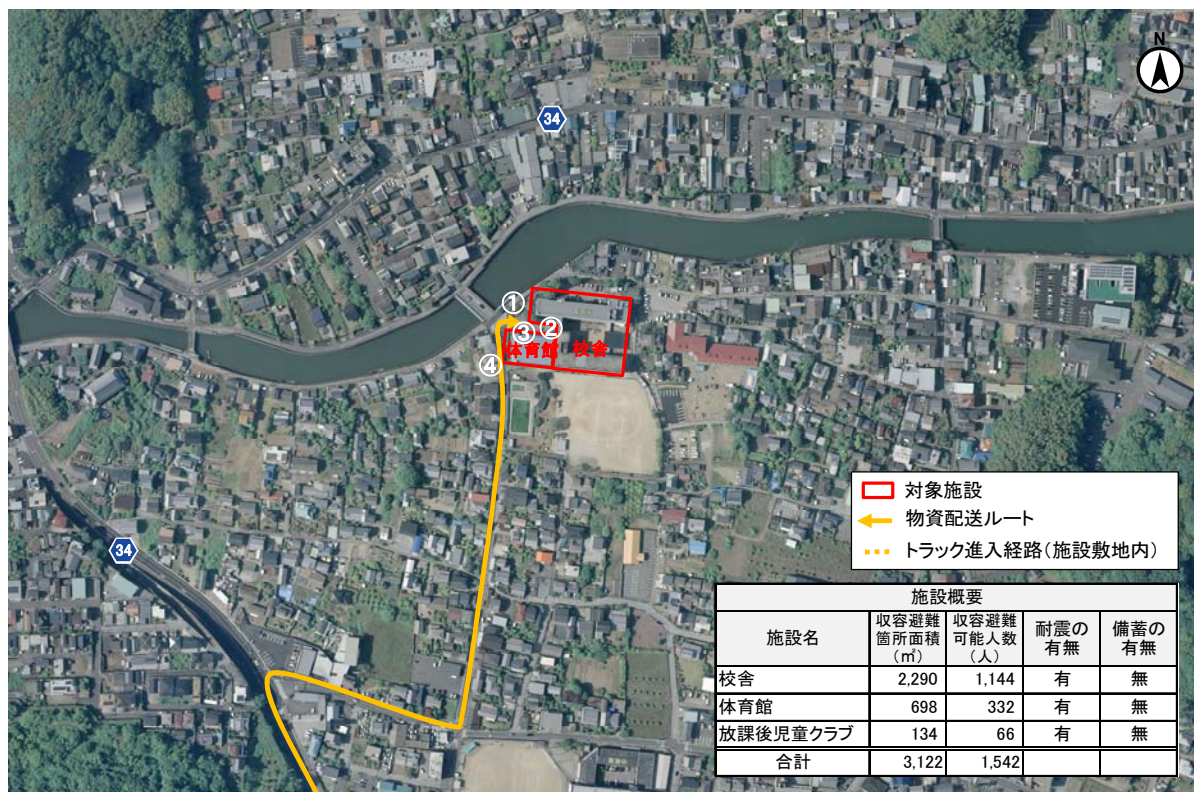 N
34
①
③
②
体育館
校舎
④
34
対象施設
物資配送ルート
トラック進入経路(施設敷地内)
施設概要
施設名 収容避難箇所面積(㎡) 収容避難可能人数(人) 耐震の有無 備蓄の有無
校舎 2,290 1,144 有 無
体育館 698 332 有 無
放課後児童クラブ 134 66 有 無
合計 3,122 1,542